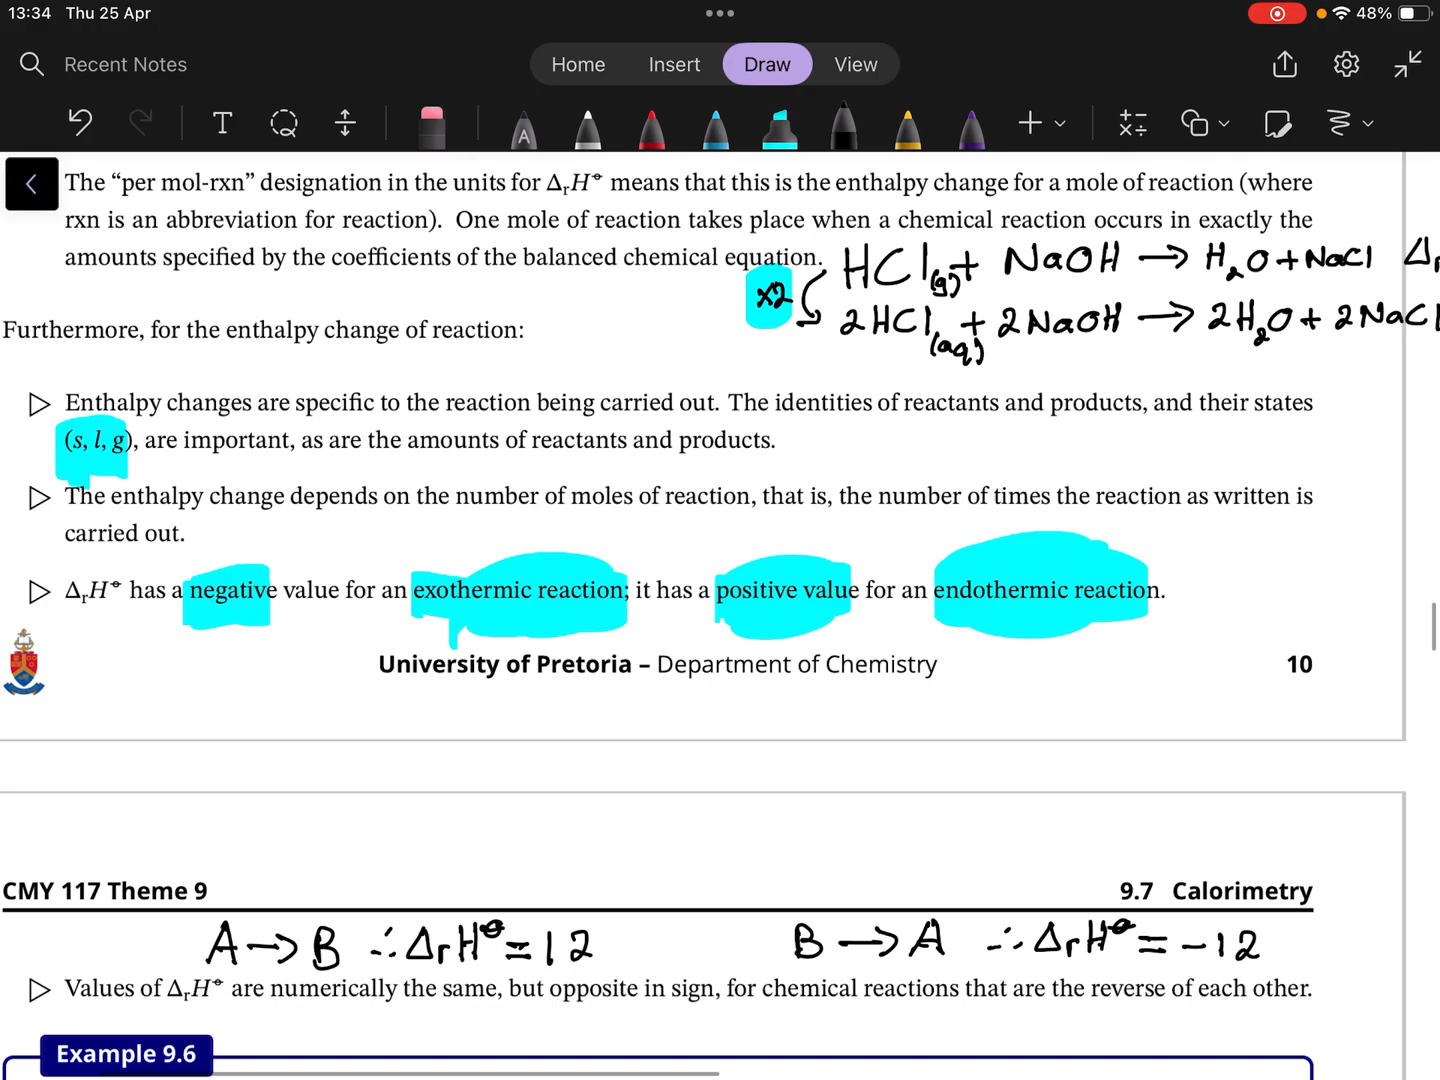 13:34 Thu 25 Apr
48%
Recent Notes
Home Insert Draw View
T A
The “per mol-rxn” designation in the units for ΔrH⦵ means that this is the enthalpy change for a mole of reaction (where
rxn is an abbreviation for reaction). One mole of reaction takes place when a chemical reaction occurs in exactly the
amounts specified by the coefficients of the balanced chemical equation.
HCl(g) + NaOH → H₂O + NaCl Δr
×2
2HCl(aq) + 2NaOH → 2H₂O + 2NaCl
Furthermore, for the enthalpy change of reaction:
▷ Enthalpy changes are specific to the reaction being carried out. The identities of reactants and products, and their states
(s, l, g), are important, as are the amounts of reactants and products.
▷ The enthalpy change depends on the number of moles of reaction, that is, the number of times the reaction as written is
carried out.
▷ ΔrH⦵ has a negative value for an exothermic reaction; it has a positive value for an endothermic reaction.
University of Pretoria – Department of Chemistry 10
CMY 117 Theme 9 9.7 Calorimetry
A → B ∴ ΔrH⦵ = 12 B → A ∴ ΔrH⦵ = −12
▷ Values of ΔrH⦵ are numerically the same, but opposite in sign, for chemical reactions that are the reverse of each other.
Example 9.6